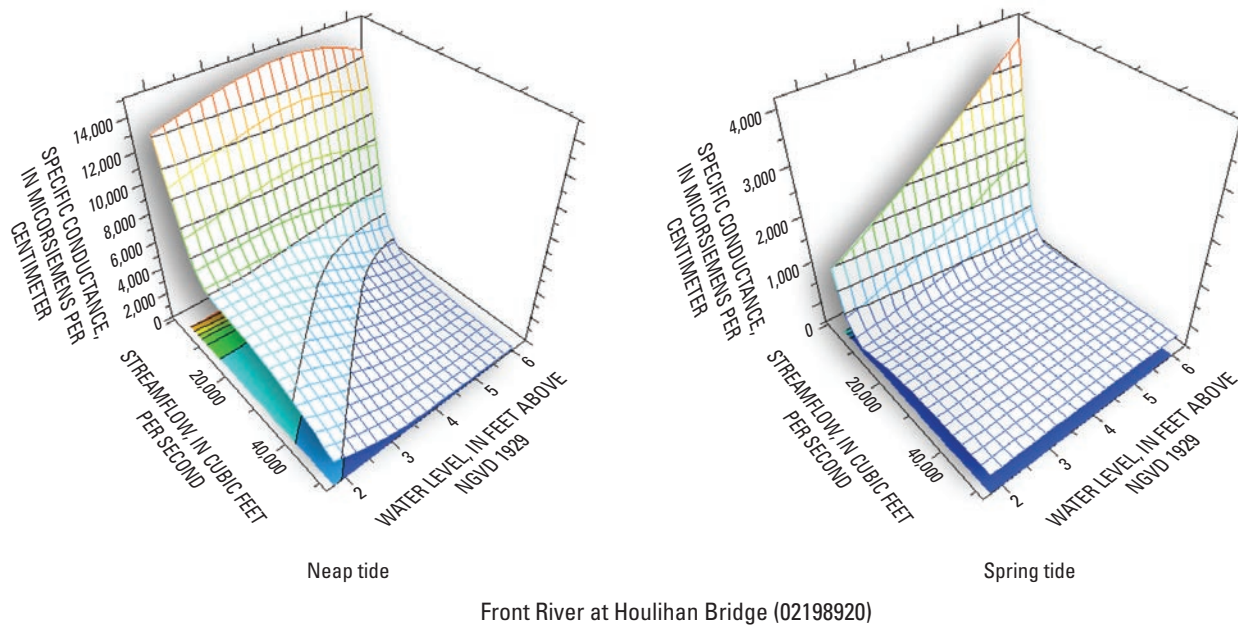 14,000
12,000
10,000
8,000
6,000
4,000
2,000
0
SPECIFIC CONDUCTANCE,
IN MICORSIEMENS PER
CENTIMETER
20,000
40,000
STREAMFLOW, IN CUBIC FEET
PER SECOND
2
3
4
5
6
WATER LEVEL, IN FEET ABOVE
NGVD 1929
Neap tide
4,000
3,000
2,000
1,000
0
SPECIFIC CONDUCTANCE,
IN MICORSIEMENS PER
CENTIMETER
20,000
40,000
STREAMFLOW, IN CUBIC FEET
PER SECOND
2
3
4
5
6
WATER LEVEL, IN FEET ABOVE
NGVD 1929
Spring tide
Front River at Houlihan Bridge (02198920)